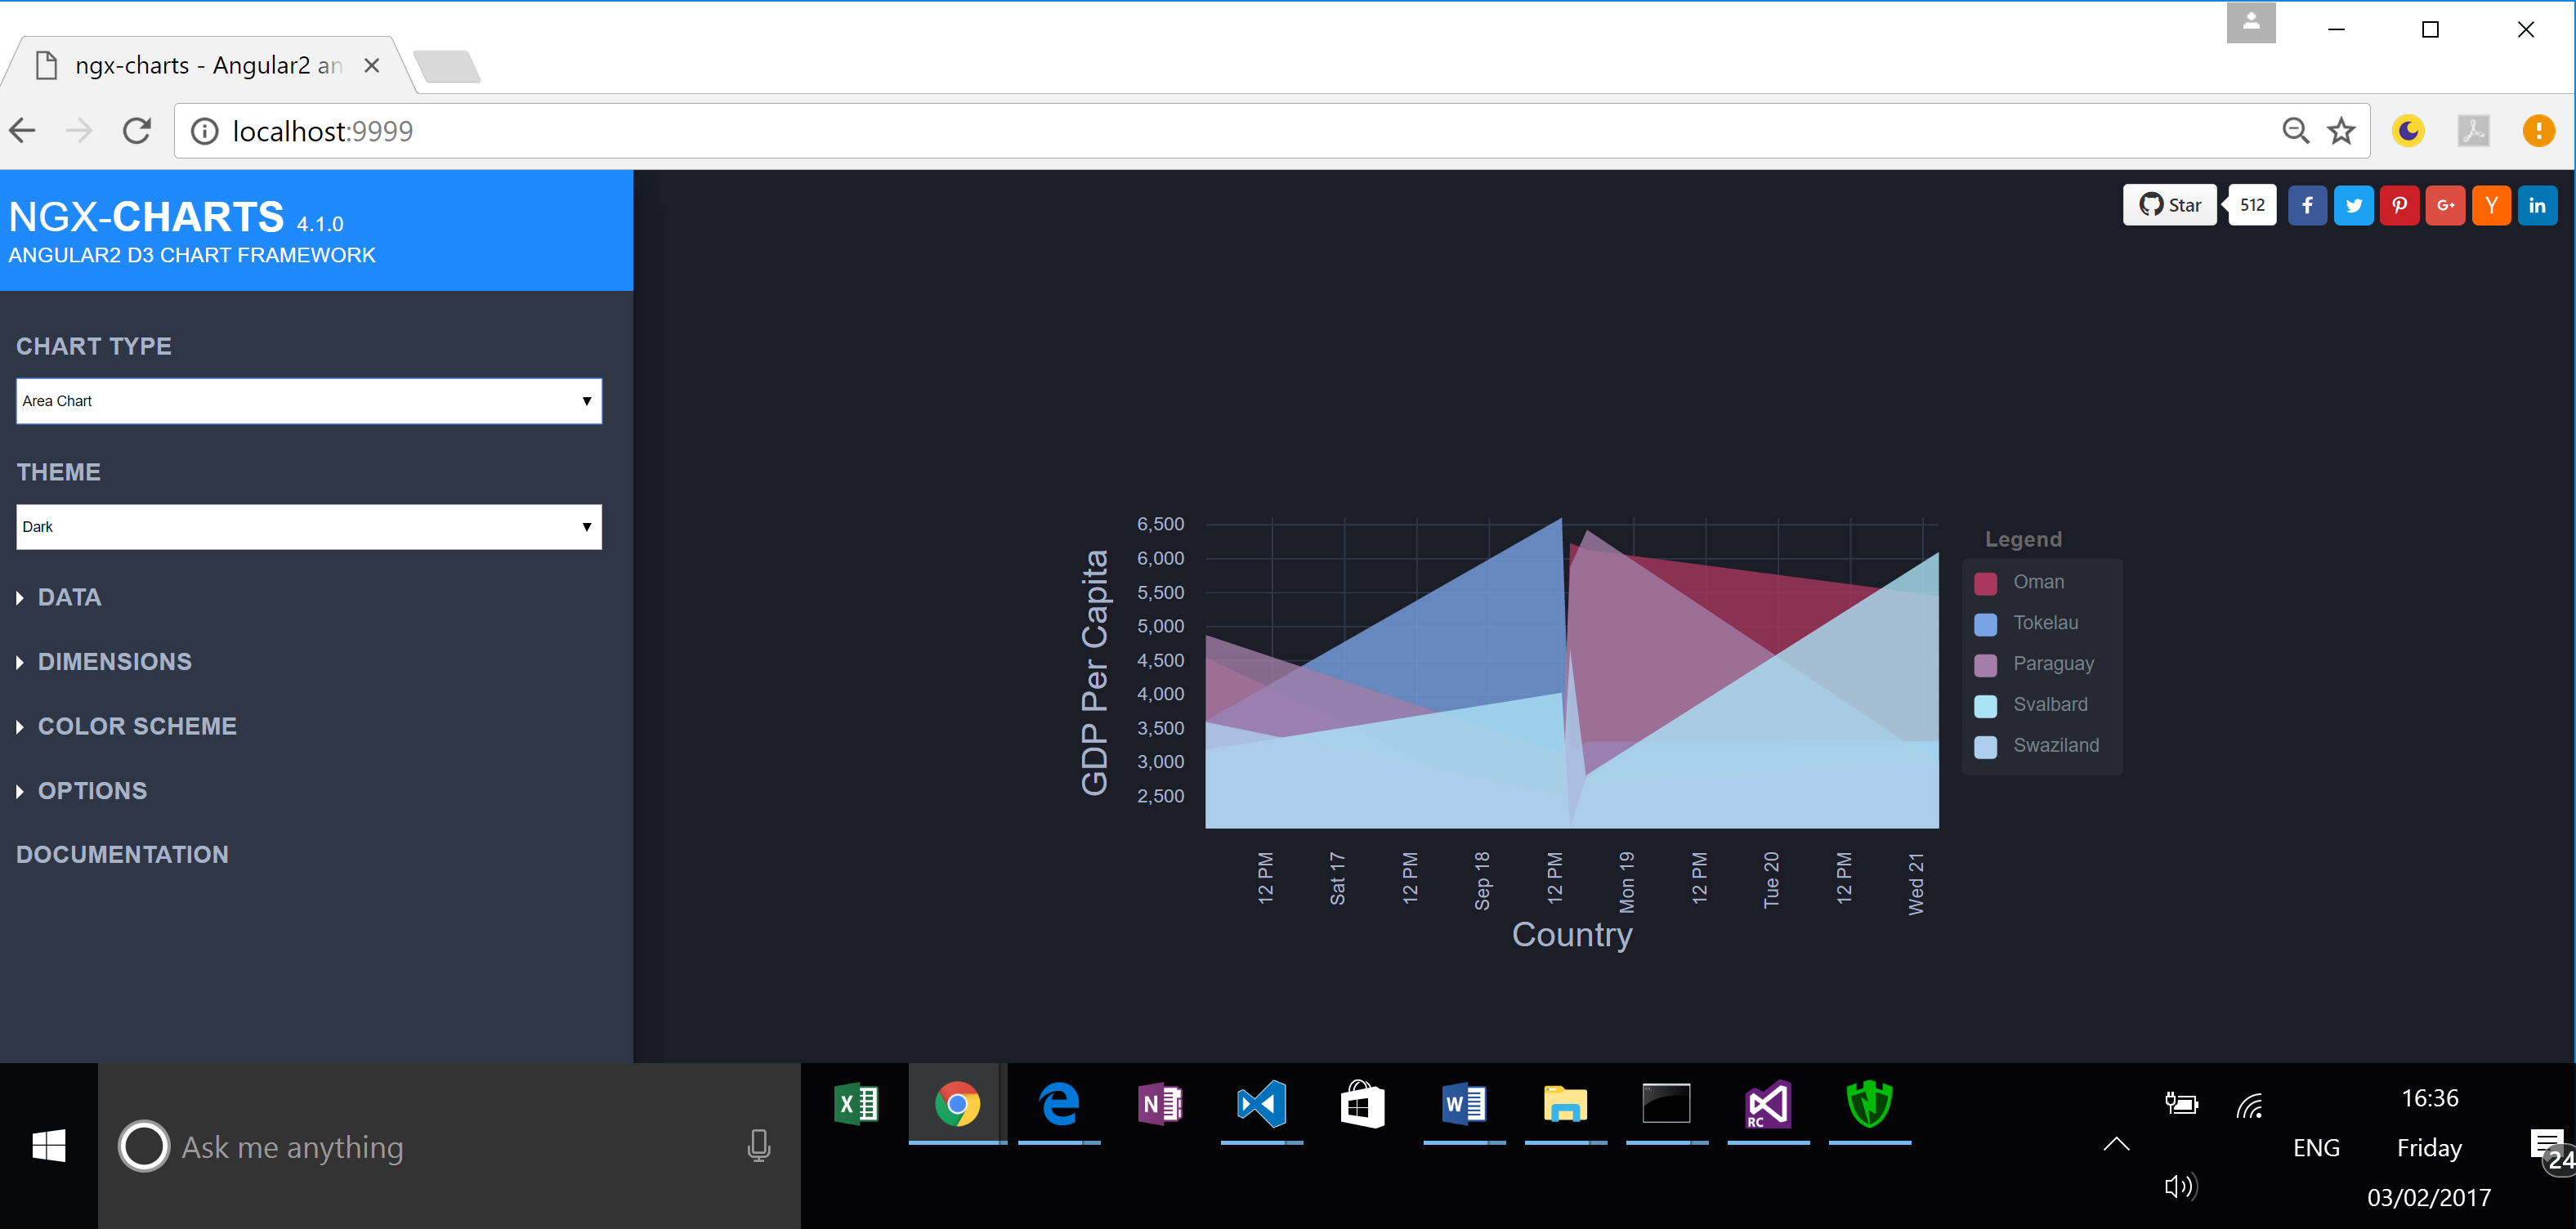 ngx-charts - Angular2 an
localhost:9999
NGX-CHARTS 4.1.0
ANGULAR2 D3 CHART FRAMEWORK
Star
512
CHART TYPE
Area Chart
THEME
Dark
DATA
DIMENSIONS
COLOR SCHEME
OPTIONS
DOCUMENTATION
GDP Per Capita
6,500
6,000
5,500
5,000
4,500
4,000
3,500
3,000
2,500
12 PM
Sat 17
12 PM
Sep 18
12 PM
Mon 19
12 PM
Tue 20
12 PM
Wed 21
Country
Legend
Oman
Tokelau
Paraguay
Svalbard
Swaziland
Ask me anything
RC
ENG
16:36
Friday
03/02/2017
24